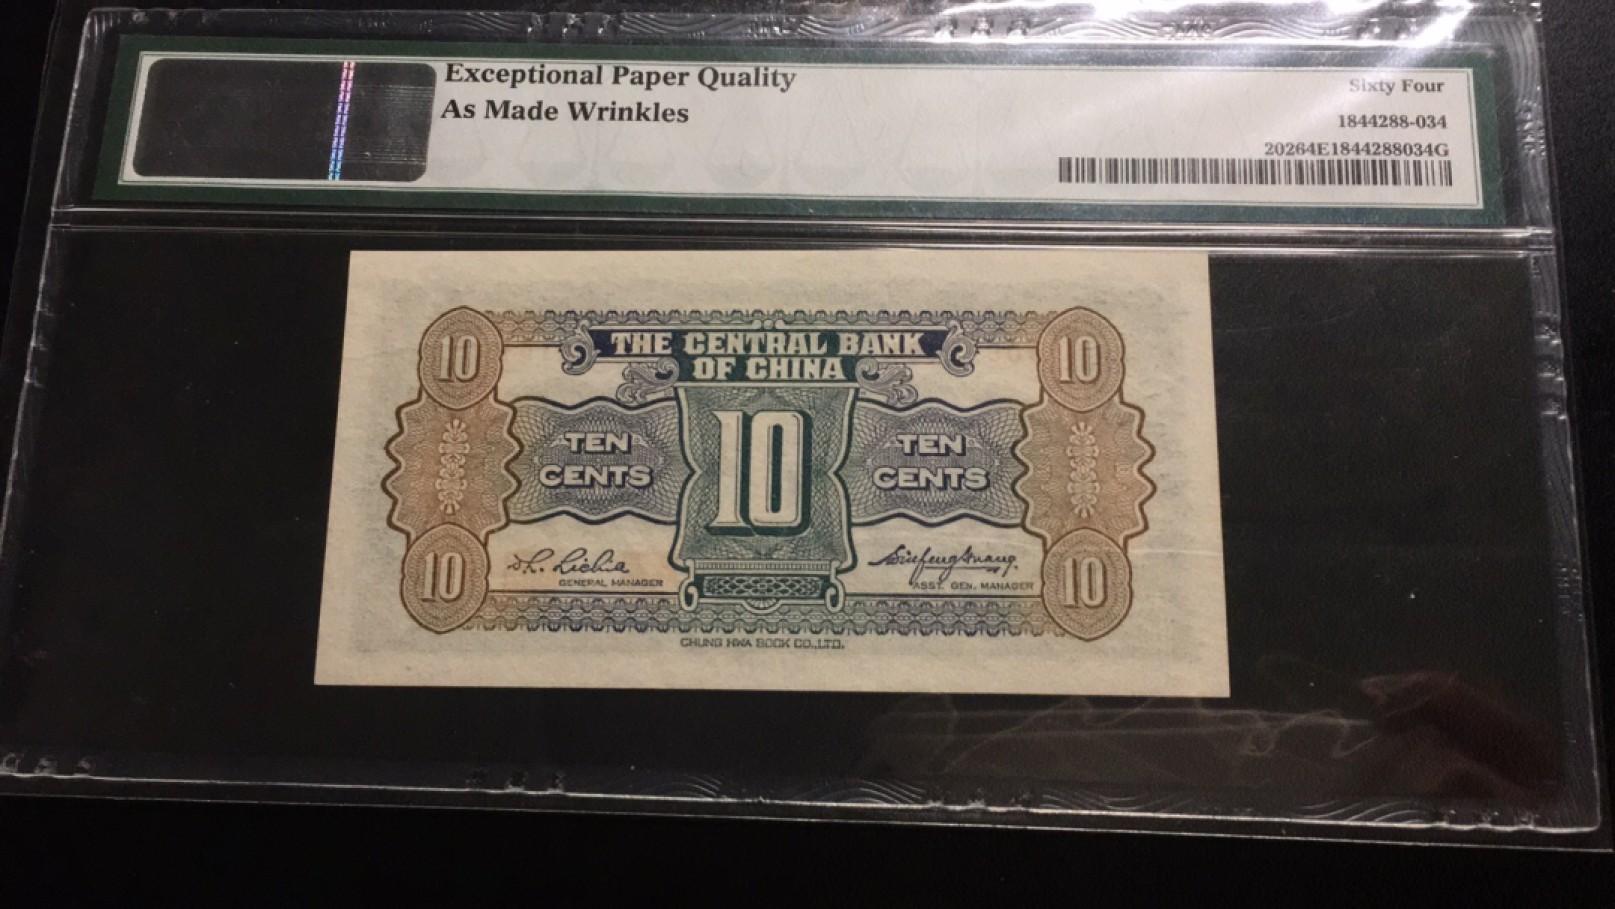 Exceptional Paper Quality
As Made Wrinkles
Sixty Four
1844288-034
20264E1844288034G
10
THE CENTRAL BANK
OF CHINA
10
10
TEN
CENTS
TEN
CENTS
10
10
GENERAL MANAGER
ASST. GEN. MANAGER
CHUNG HWA BOOK CO.,LTD.